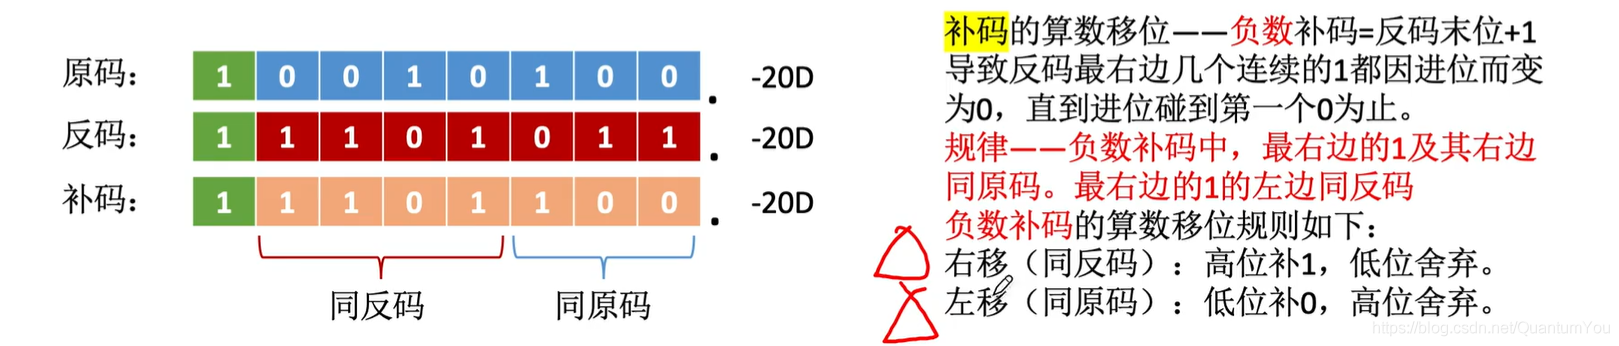 原码： 1 0 0 1 0 1 0 0 . -20D
反码： 1 1 1 0 1 0 1 1 . -20D
补码： 1 1 1 0 1 1 0 0 . -20D
同反码 同原码
补码的算数移位——负数补码=反码末位+1
导致反码最右边几个连续的1都因进位而变
为0，直到进位碰到第一个0为止。
规律——负数补码中，最右边的1及其右边
同原码。最右边的1的左边同反码
负数补码的算数移位规则如下：
右移（同反码）：高位补1，低位舍弃。
左移（同原码）：低位补0，高位舍弃。
https://blog.csdn.net/QuantumYou